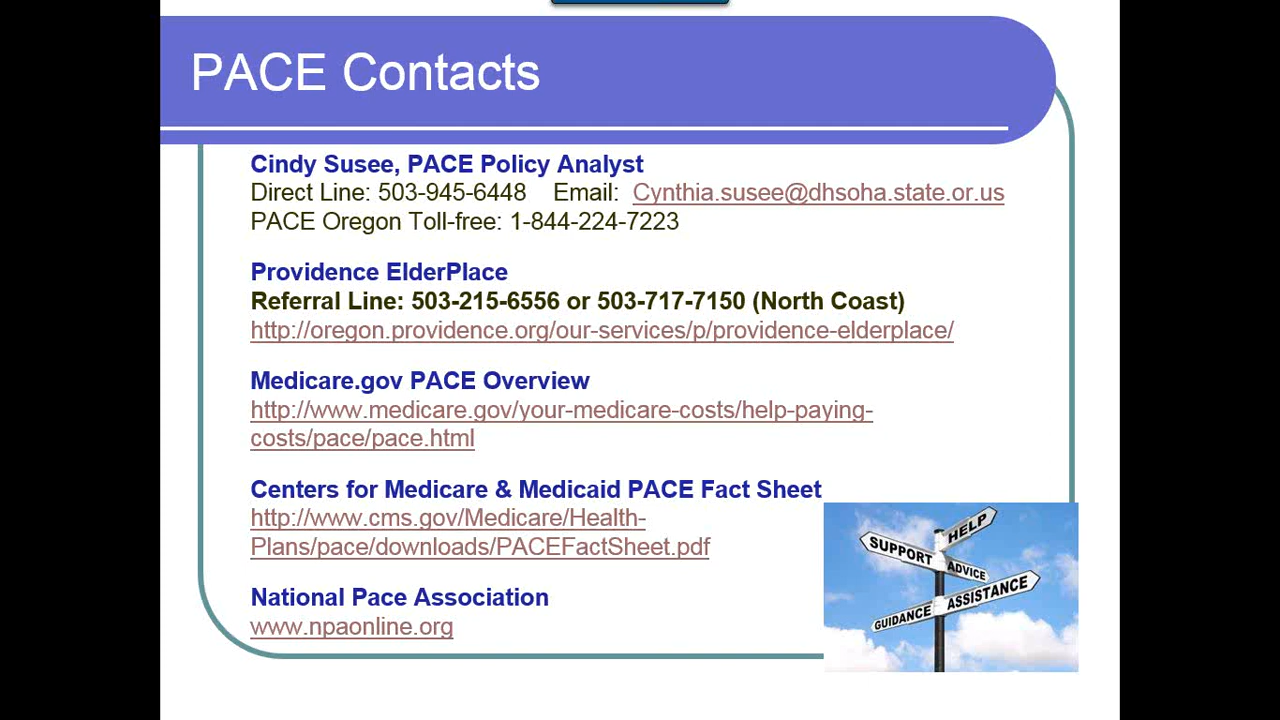 PACE Contacts
Cindy Susee, PACE Policy Analyst
Direct Line: 503-945-6448 Email: Cynthia.susee@dhsoha.state.or.us
PACE Oregon Toll-free: 1-844-224-7223
Providence ElderPlace
Referral Line: 503-215-6556 or 503-717-7150 (North Coast)
http://oregon.providence.org/our-services/p/providence-elderplace/
Medicare.gov PACE Overview
http://www.medicare.gov/your-medicare-costs/help-paying-
costs/pace/pace.html
Centers for Medicare & Medicaid PACE Fact Sheet
http://www.cms.gov/Medicare/Health-
Plans/pace/downloads/PACEFactSheet.pdf
National Pace Association
www.npaonline.org
HELP
SUPPORT
ADVICE
ASSISTANCE
GUIDANCE